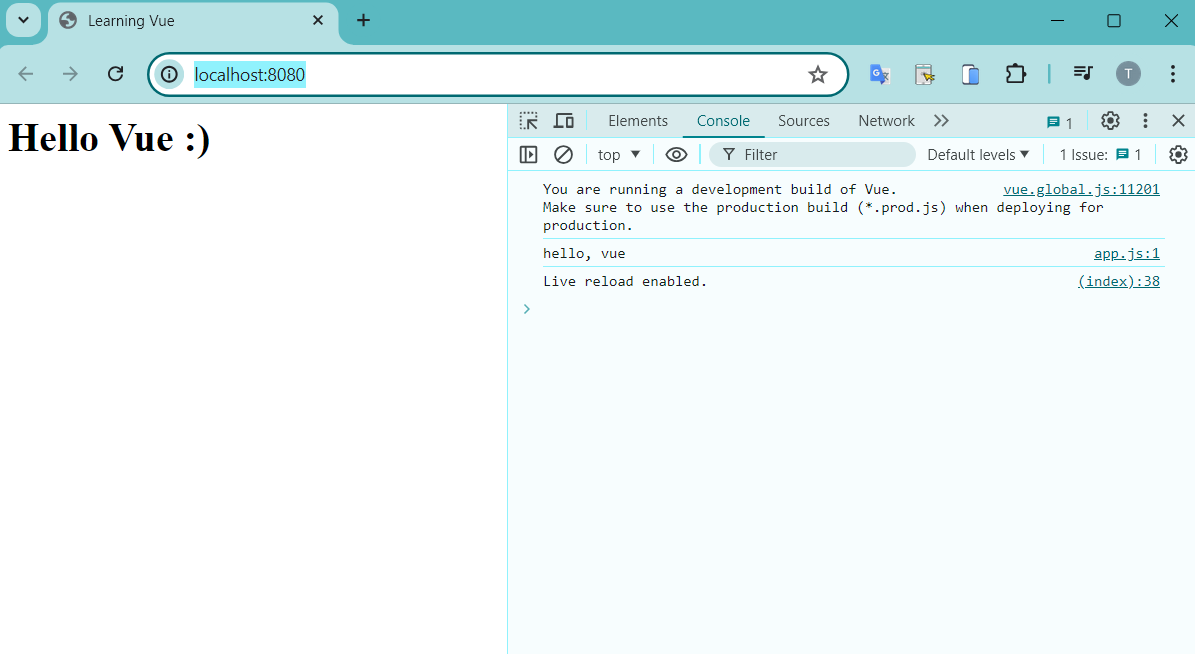 Learning Vue
localhost:8080
T
Hello Vue :)
Elements Console Sources Network 1
top Filter Default levels 1 Issue: 1
You are running a development build of Vue. vue.global.js:11201
Make sure to use the production build (*.prod.js) when deploying for
production.
hello, vue app.js:1
Live reload enabled. (index):38